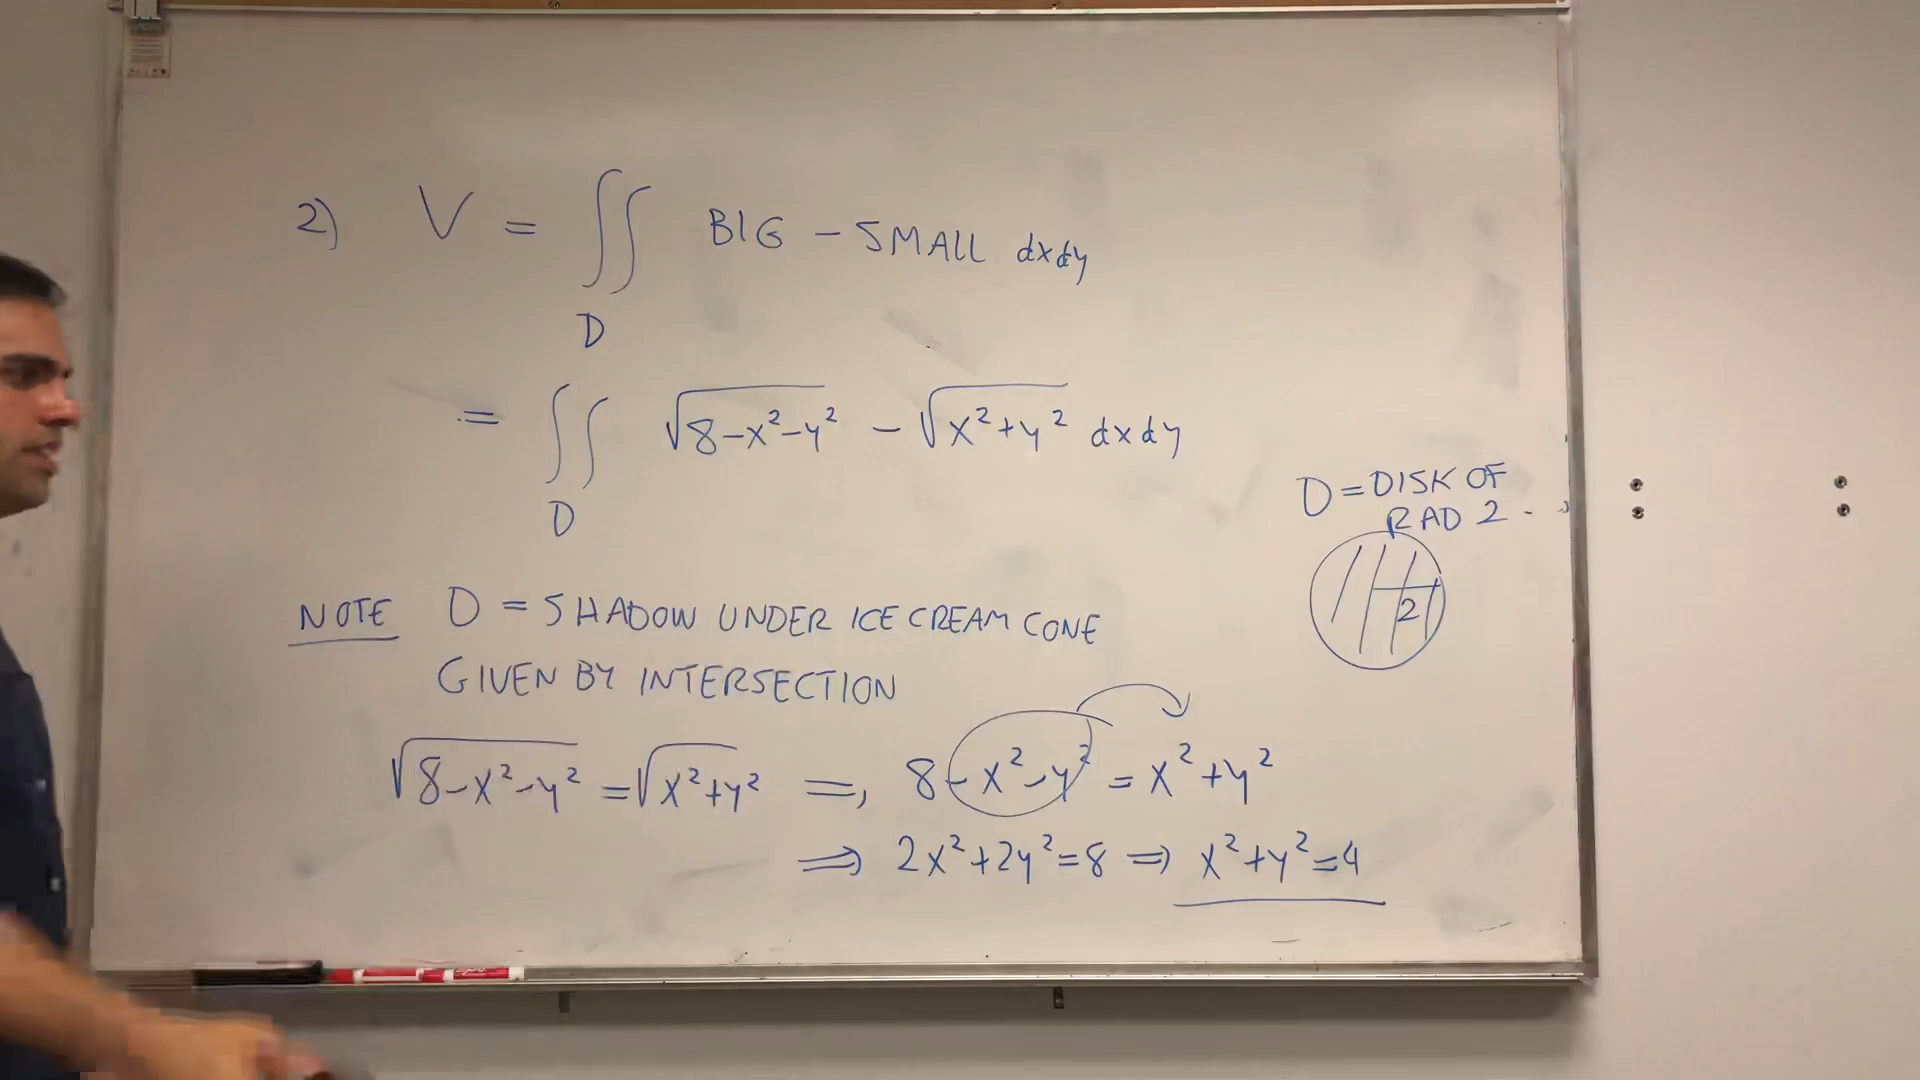 2) V = ∬ BIG - SMALL dxdy
D
= ∬ √(8-x²-y²) - √(x²+y²) dxdy
D
D = DISK OF
RAD 2
2
NOTE D = SHADOW UNDER ICE CREAM CONE
GIVEN BY INTERSECTION
√(8-x²-y²) = √(x²+y²) ⇒ 8-x²-y² = x²+y²
⇒ 2x²+2y²=8 ⇒ x²+y²=4